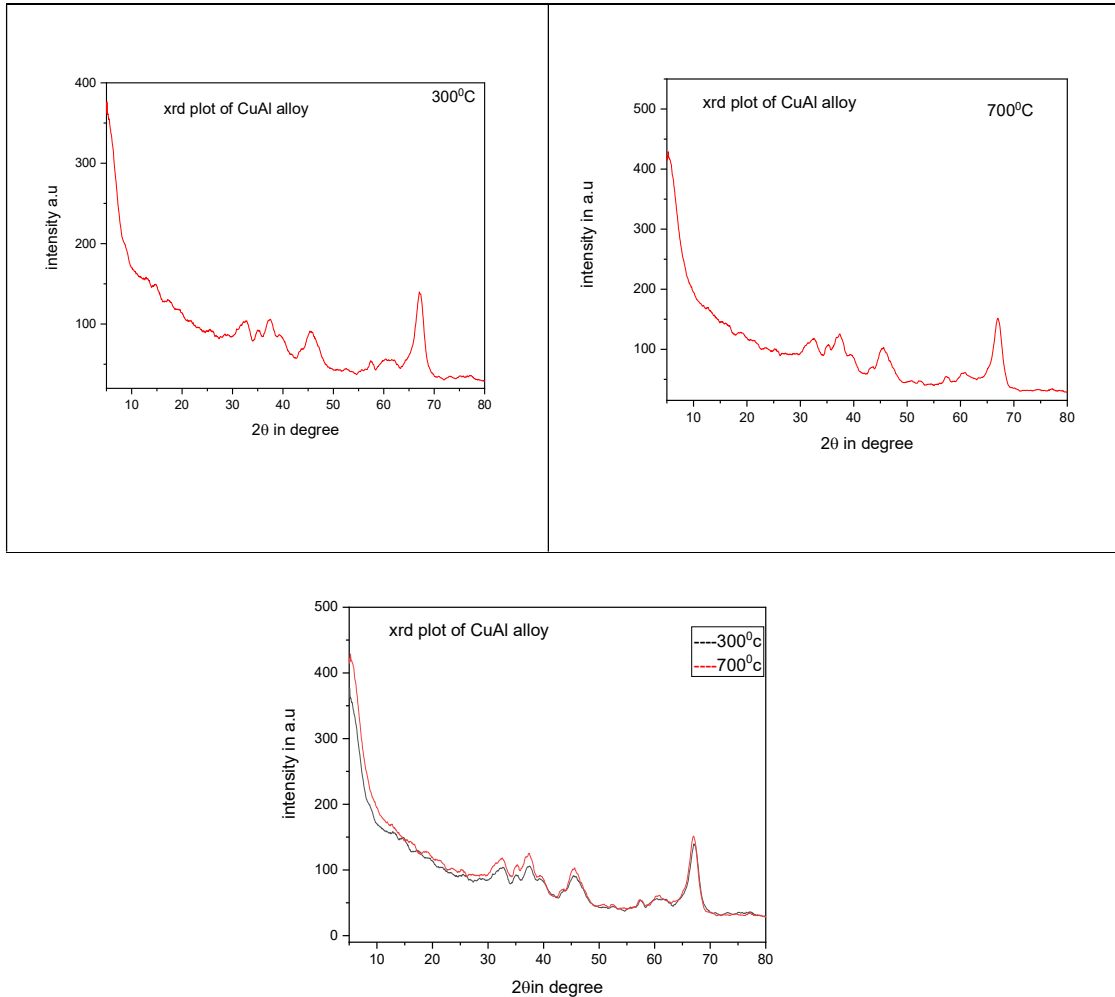 xrd plot of CuAl alloy
300⁰C
400
300
200
100
intensity a.u
10 20 30 40 50 60 70 80
2θ in degree
xrd plot of CuAl alloy
700⁰C
500
400
300
200
100
intensity in a.u
10 20 30 40 50 60 70 80
2θ in degree
xrd plot of CuAl alloy
----300⁰c
----700⁰c
500
400
300
200
100
0
intensity in a.u
10 20 30 40 50 60 70 80
2θin degree